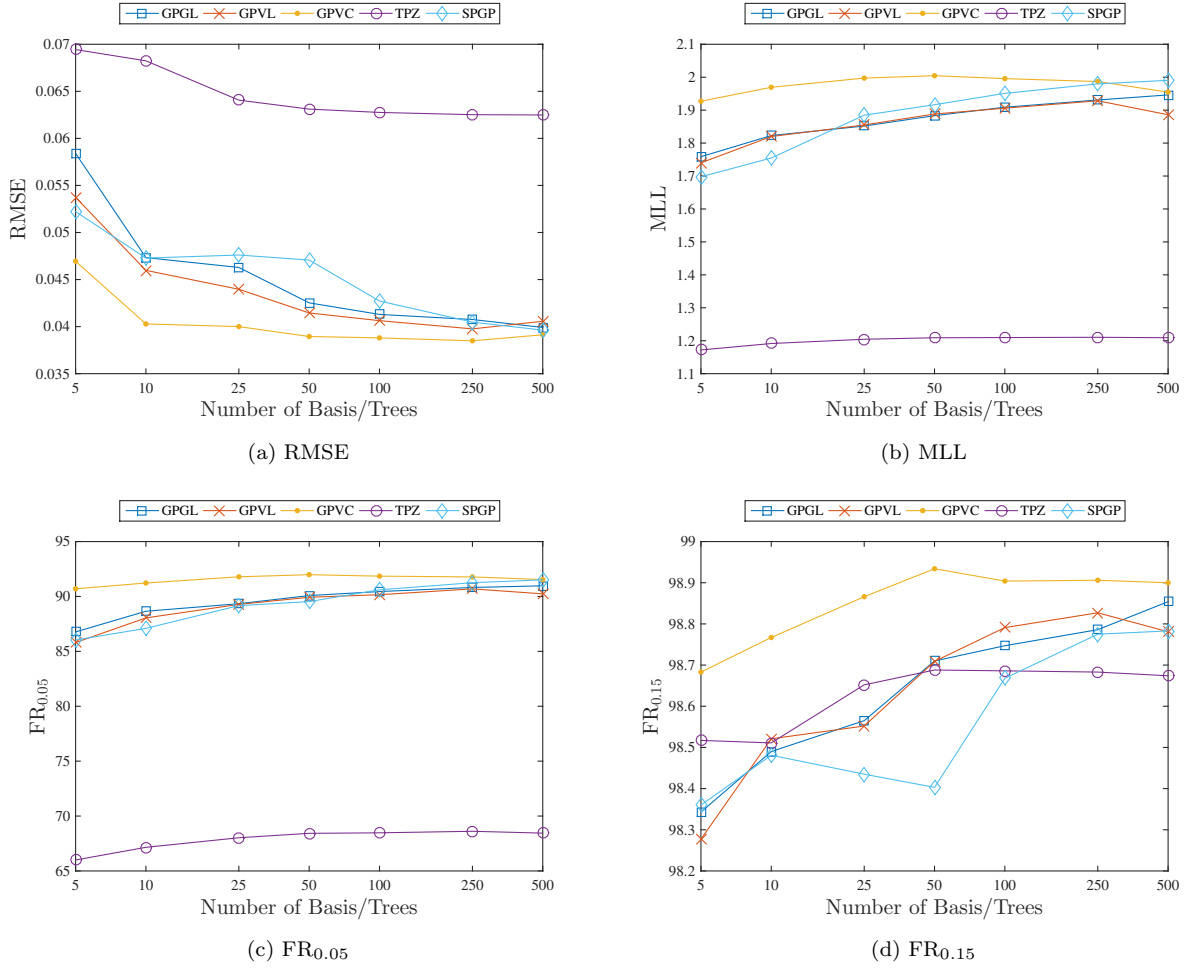 GPGL GPVL GPVC TPZ SPGP
0.07
0.065
0.06
0.055
0.05
0.045
0.04
0.035
RMSE
5 10 25 50 100 250 500
Number of Basis/Trees
(a) RMSE
GPGL GPVL GPVC TPZ SPGP
2.1
2
1.9
1.8
1.7
1.6
1.5
1.4
1.3
1.2
1.1
MLL
5 10 25 50 100 250 500
Number of Basis/Trees
(b) MLL
GPGL GPVL GPVC TPZ SPGP
95
90
85
80
75
70
65
FR0.05
5 10 25 50 100 250 500
Number of Basis/Trees
(c) FR0.05
GPGL GPVL GPVC TPZ SPGP
99
98.9
98.8
98.7
98.6
98.5
98.4
98.3
98.2
FR0.15
5 10 25 50 100 250 500
Number of Basis/Trees
(d) FR0.15